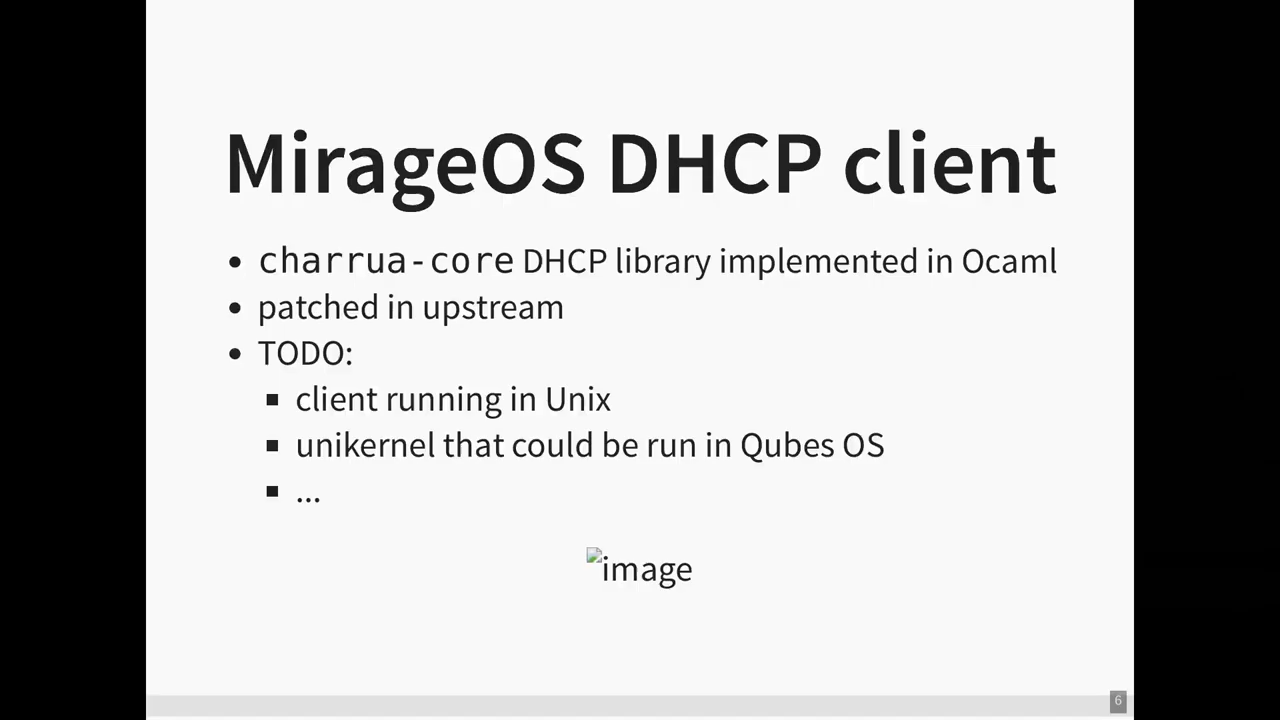 MirageOS DHCP client
• charrua-core DHCP library implemented in Ocaml
• patched in upstream
• TODO:
▪ client running in Unix
▪ unikernel that could be run in Qubes OS
▪ ...
image
6